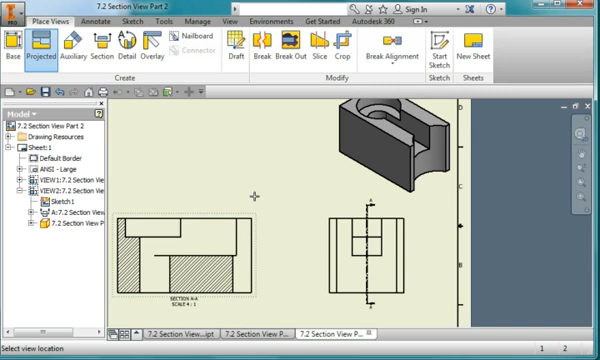 7.2 Section View Part 2
Sign In
PRO
Place Views Annotate Sketch Tools Manage View Environments Get Started Autodesk 360
Base Projected Auxiliary Section Detail Overlay Nailboard Connector Draft Break Break Out Slice Crop Break Alignment Start Sketch New Sheet
Create Modify Sketch Sheets
Model
7.2 Section View Part 2
Drawing Resources
Sheet:1
Default Border
ANSI - Large
VIEW1:7.2 Section Vie
VIEW2:7.2 Section Vie
Sketch1
A:7.2 Section View
7.2 Section View P
D
C
B
A
A
SECTION A-A
SCALE 4 : 1
7.2 Section View...ipt 7.2 Section View P... 7.2 Section View P...
Select view location 1 2